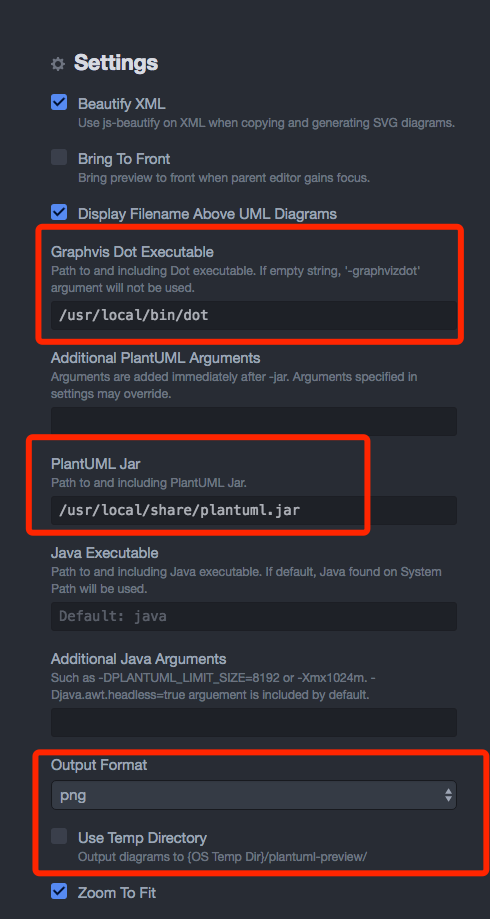 Settings
Beautify XML
Use js-beautify on XML when copying and generating SVG diagrams.
Bring To Front
Bring preview to front when parent editor gains focus.
Display Filename Above UML Diagrams
Graphvis Dot Executable
Path to and including Dot executable. If empty string, '-graphvizdot'
argument will not be used.
/usr/local/bin/dot
Additional PlantUML Arguments
Arguments are added immediately after -jar. Arguments specified in
settings may override.
PlantUML Jar
Path to and including PlantUML Jar.
/usr/local/share/plantuml.jar
Java Executable
Path to and including Java executable. If default, Java found on System
Path will be used.
Default: java
Additional Java Arguments
Such as -DPLANTUML_LIMIT_SIZE=8192 or -Xmx1024m. -
Djava.awt.headless=true arguement is included by default.
Output Format
png
Use Temp Directory
Output diagrams to {OS Temp Dir}/plantuml-preview/
Zoom To Fit